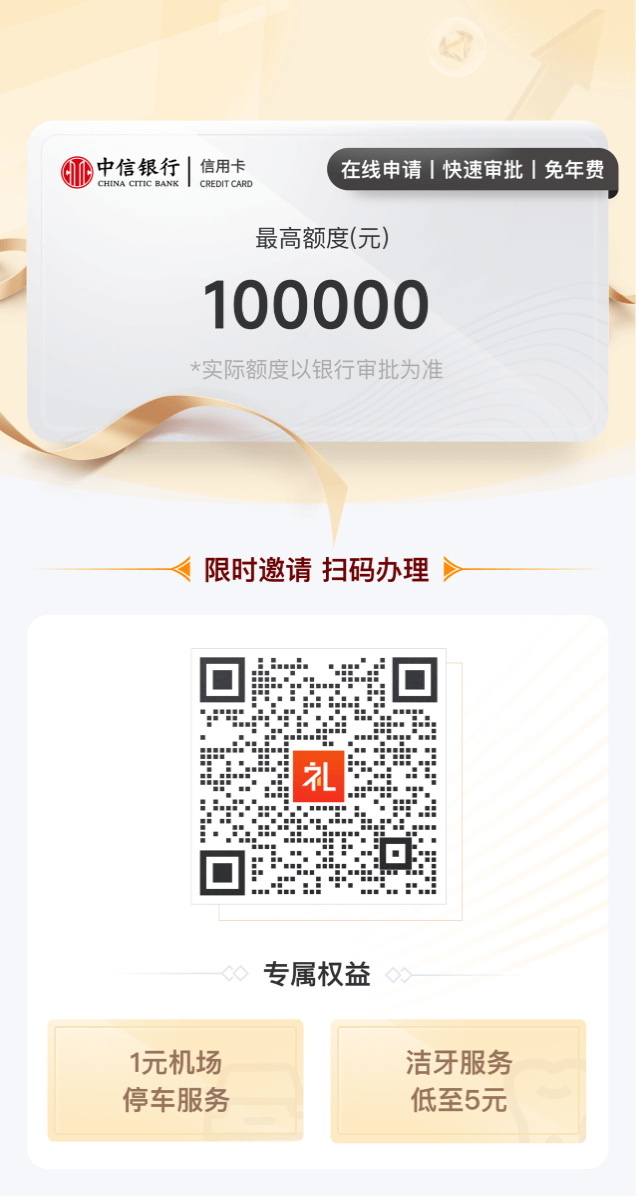 中信银行
CHINA CITIC BANK
信用卡
CREDIT CARD
在线申请 | 快速审批 | 免年费
最高额度(元)
100000
*实际额度以银行审批为准
限时邀请 扫码办理
礼
专属权益
1元机场
停车服务
洁牙服务
低至5元